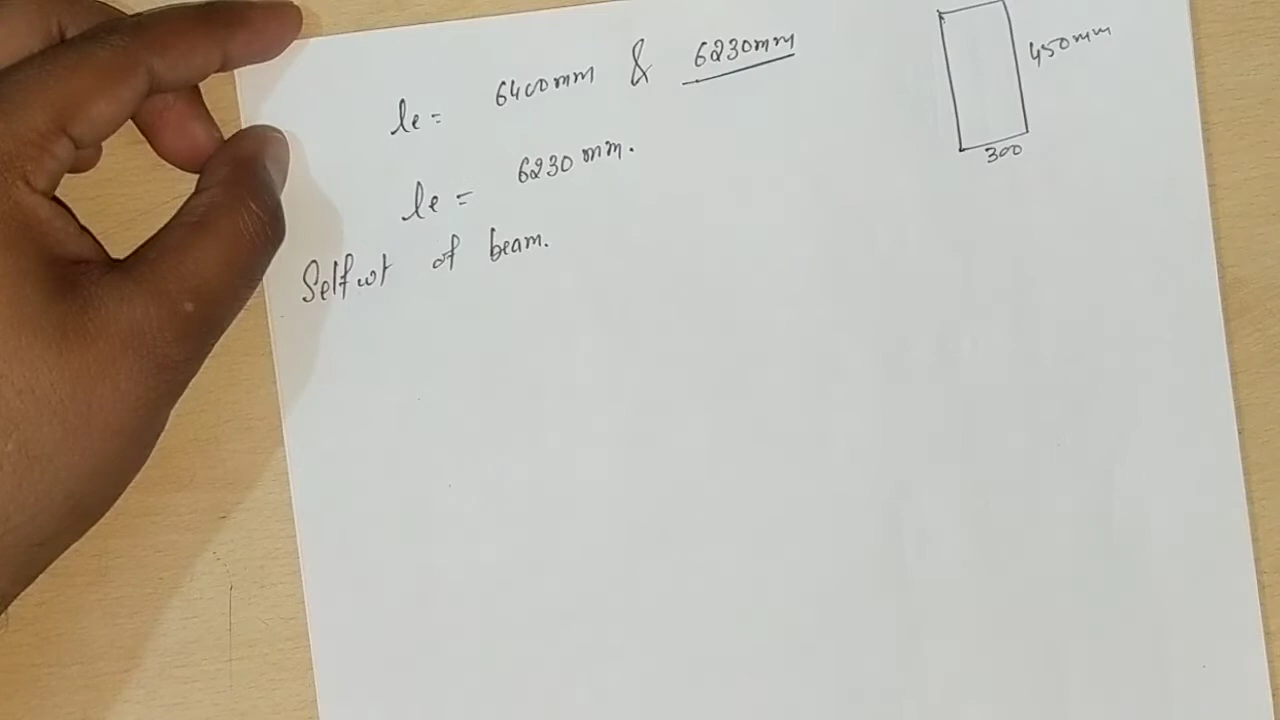 le = 6400mm & 6230mm
450mm
300
le = 6230 mm.
Selfwt of beam.